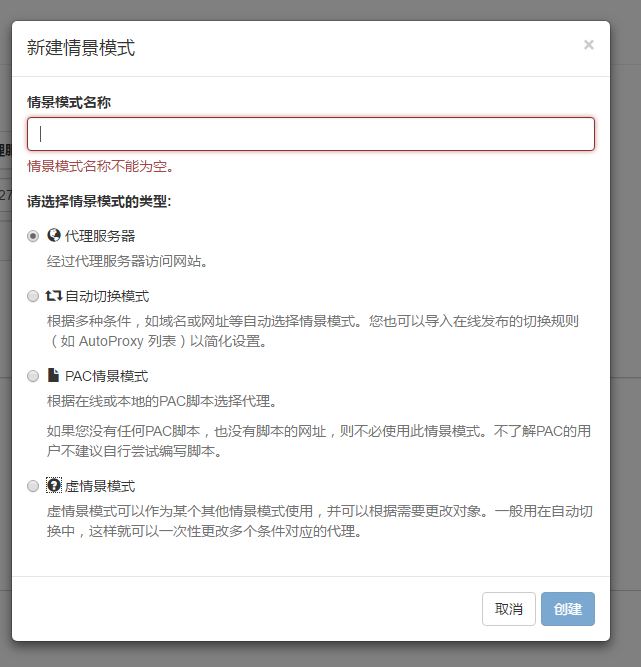 新建情景模式
×
情景模式名称
情景模式名称不能为空。
请选择情景模式的类型:
代理服务器
经过代理服务器访问网站。
自动切换模式
根据多种条件，如域名或网址等自动选择情景模式。您也可以导入在线发布的切换规则
（如 AutoProxy 列表）以简化设置。
PAC情景模式
根据在线或本地的PAC脚本选择代理。
如果您没有任何PAC脚本，也没有脚本的网址，则不必使用此情景模式。不了解PAC的用
户不建议自行尝试编写脚本。
虚情景模式
虚情景模式可以作为某个其他情景模式使用，并可以根据需要更改对象。一般用在自动切
换中，这样就可以一次性更改多个条件对应的代理。
取消
创建